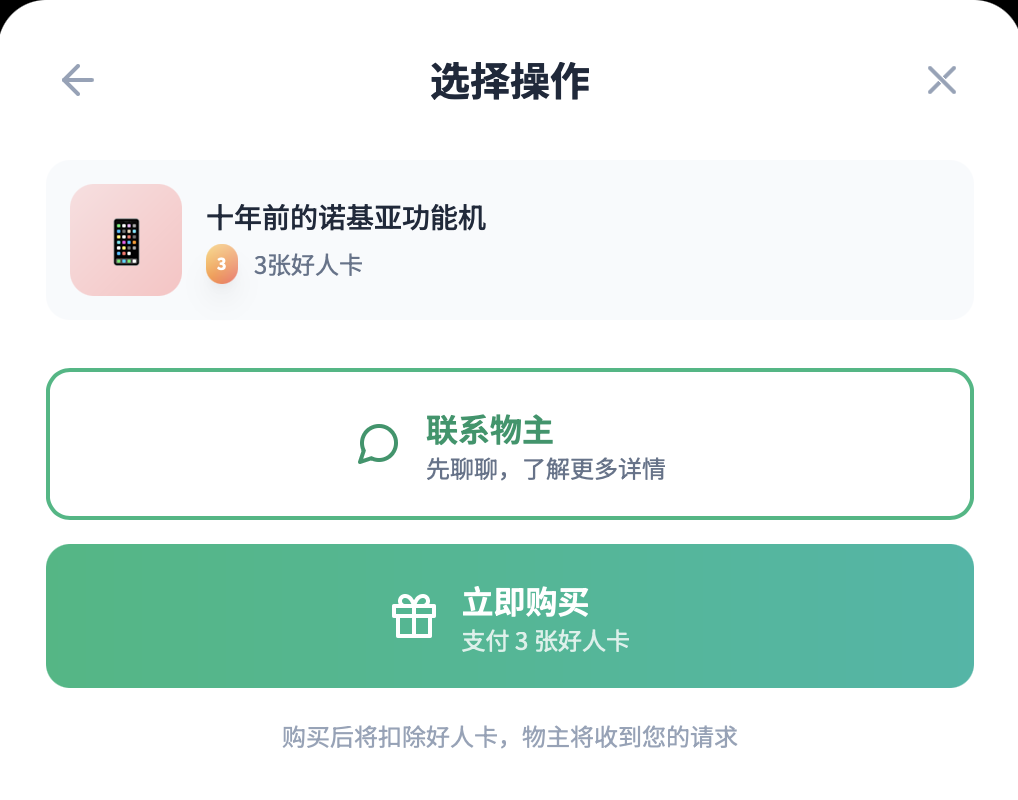 选择操作
十年前的诺基亚功能机
3 3张好人卡
联系物主
先聊聊，了解更多详情
立即购买
支付 3 张好人卡
购买后将扣除好人卡，物主将收到您的请求